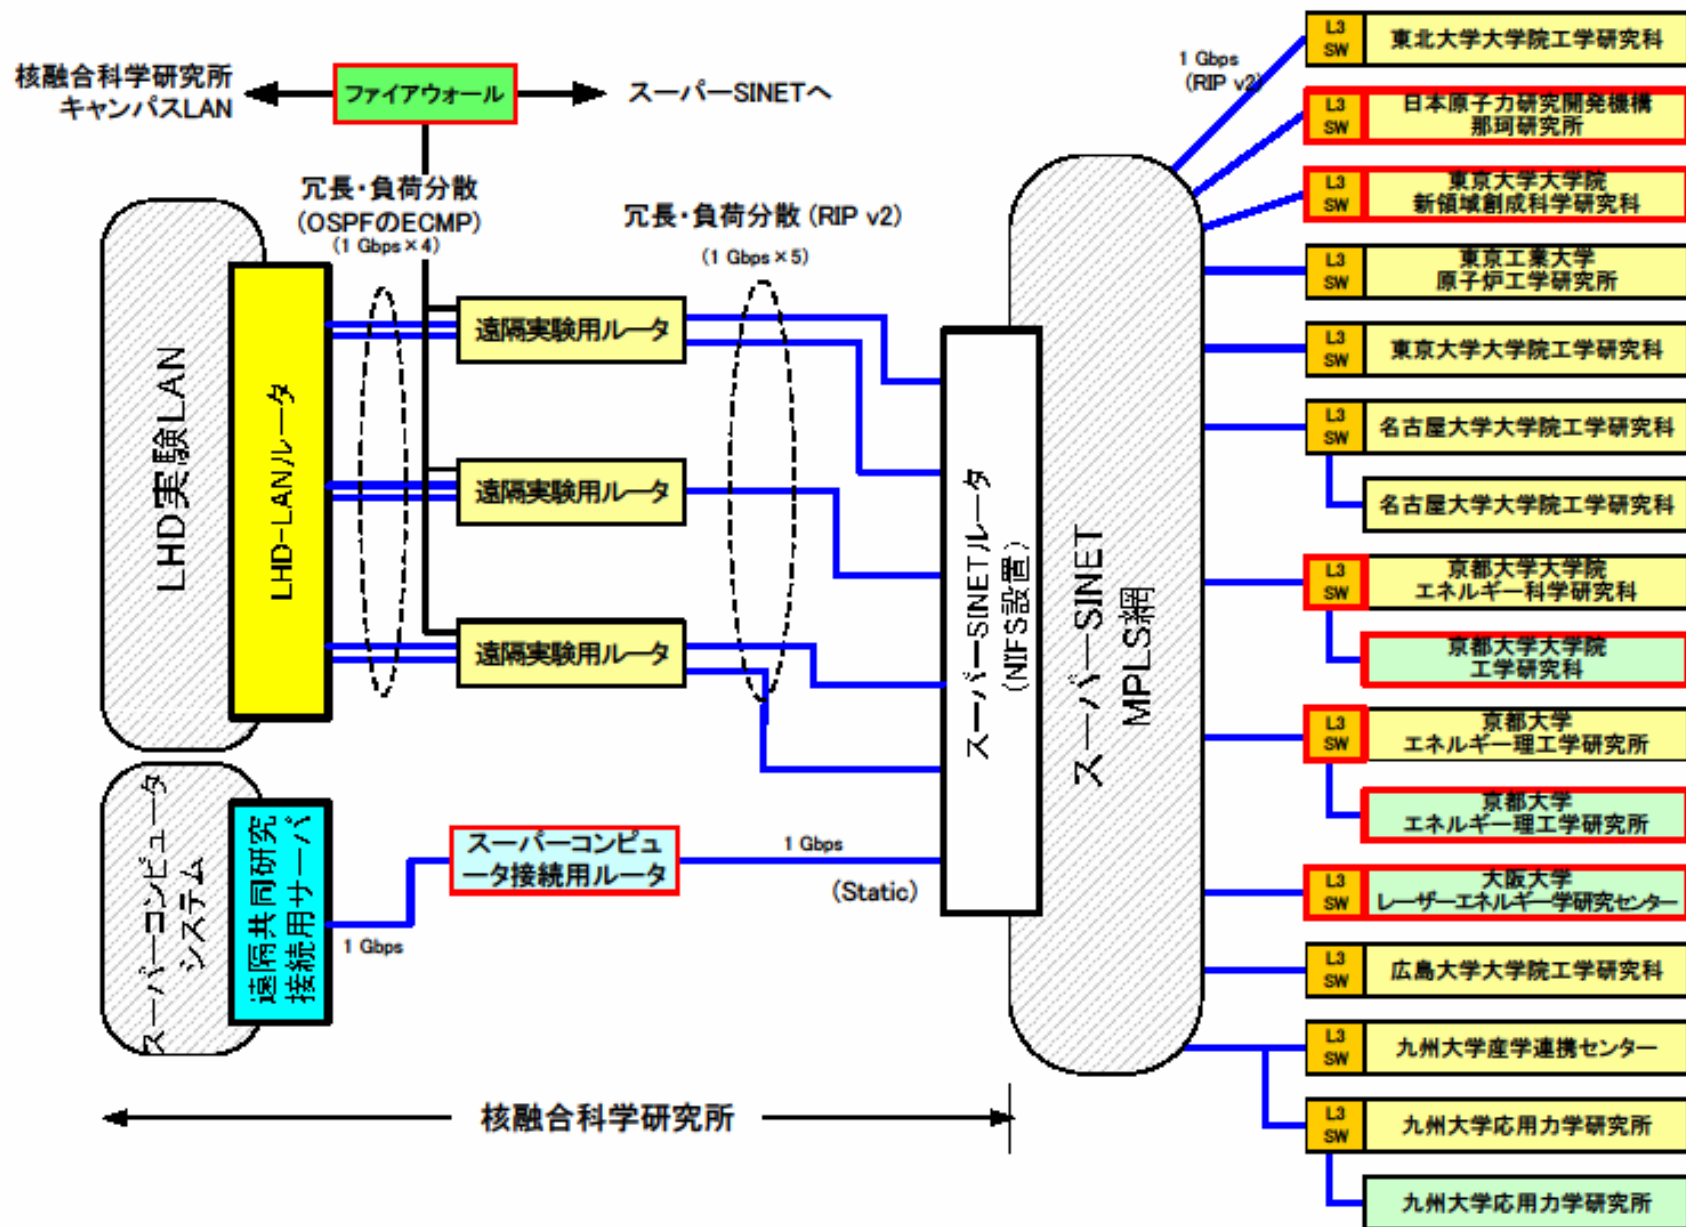 核融合科学研究所
キャンパスLAN
ファイアウォール
スーパーSINETへ
冗長・負荷分散
(OSPFのECMP)
(1 Gbps×4)
冗長・負荷分散 (RIP v2)
(1 Gbps×5)
1 Gbps
(RIP v2)
LHD実験LAN
LHD-LANルータ
遠隔実験用ルータ
遠隔実験用ルータ
遠隔実験用ルータ
スーパーコンピュータ
システム
遠隔共同研究
接続用サーバ
1 Gbps
スーパーコンピュ
ータ接続用ルータ
1 Gbps
(Static)
スーパーSINETルータ
(NIFS設置)
スーパーSINET
MPLS網
核融合科学研究所
L3
SW
東北大学大学院工学研究科
L3
SW
日本原子力研究開発機構
那珂研究所
L3
SW
東京大学大学院
新領域創成科学研究科
L3
SW
東京工業大学
原子炉工学研究所
L3
SW
東京大学大学院工学研究科
L3
SW
名古屋大学大学院工学研究科
名古屋大学大学院工学研究科
L3
SW
京都大学大学院
エネルギー科学研究科
京都大学大学院
工学研究科
L3
SW
京都大学
エネルギー理工学研究所
京都大学
エネルギー理工学研究所
L3
SW
大阪大学
レーザーエネルギー学研究センター
L3
SW
広島大学大学院工学研究科
L3
SW
九州大学産学連携センター
L3
SW
九州大学応用力学研究所
九州大学応用力学研究所